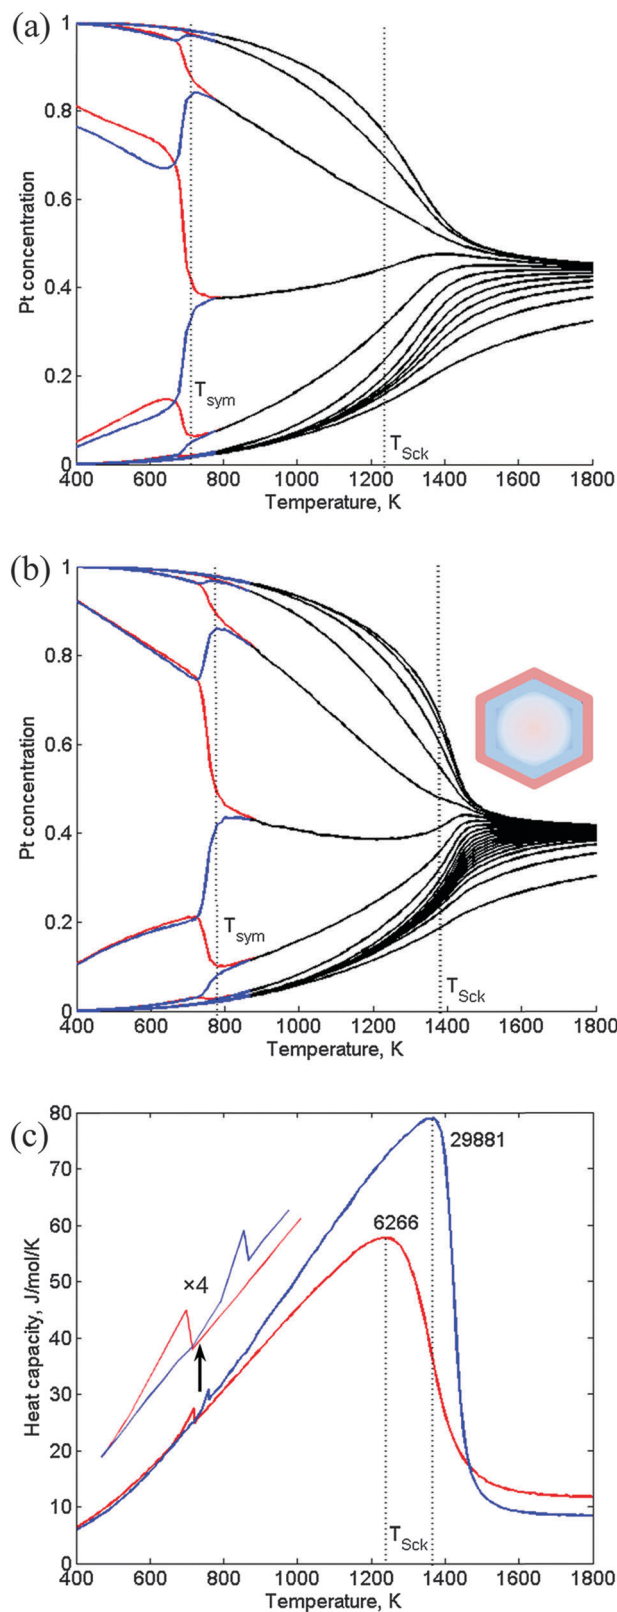 (a)
1
0.8
0.6
0.4
0.2
0
Pt concentration
T_sym
T_Sck
400 600 800 1000 1200 1400 1600 1800
Temperature, K
(b)
1
0.8
0.6
0.4
0.2
0
Pt concentration
T_sym
T_Sck
400 600 800 1000 1200 1400 1600 1800
Temperature, K
(c)
80
70
60
50
40
30
20
10
0
Heat capacity, J/mol/K
29881
6266
×4
T_Sck
400 600 800 1000 1200 1400 1600 1800
Temperature, K